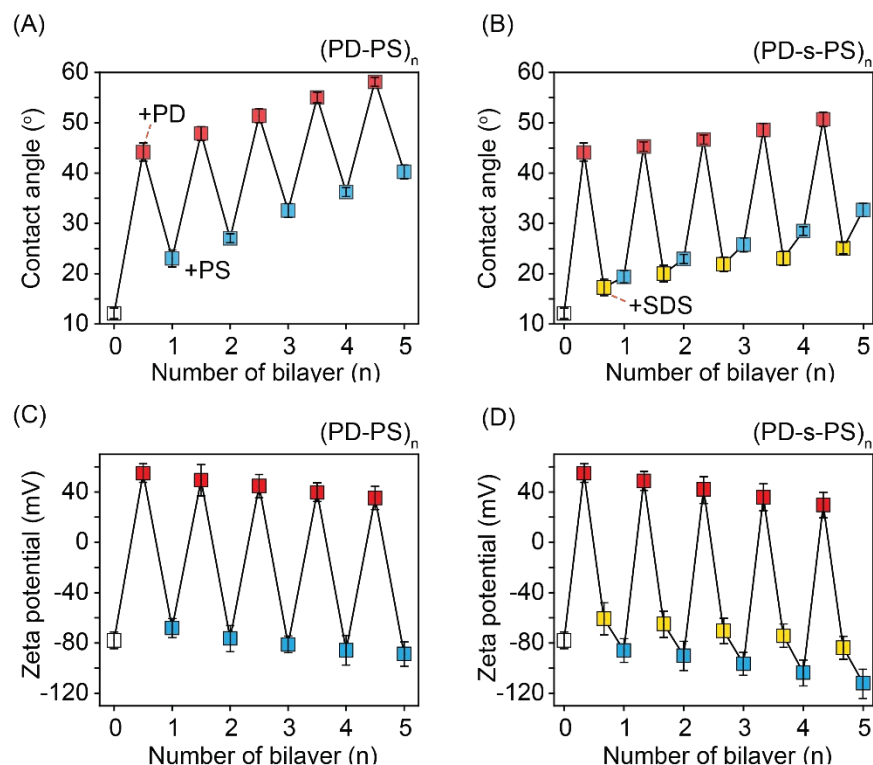 (A)
(PD-PS)n
60
50
40
30
20
10
Contact angle (°)
+PD
+PS
0 1 2 3 4 5
Number of bilayer (n)
(B)
(PD-s-PS)n
60
50
40
30
20
10
Contact angle (°)
+SDS
0 1 2 3 4 5
Number of bilayer (n)
(C)
(PD-PS)n
40
0
-40
-80
-120
Zeta potential (mV)
0 1 2 3 4 5
Number of bilayer (n)
(D)
(PD-s-PS)n
40
0
-40
-80
-120
Zeta potential (mV)
0 1 2 3 4 5
Number of bilayer (n)